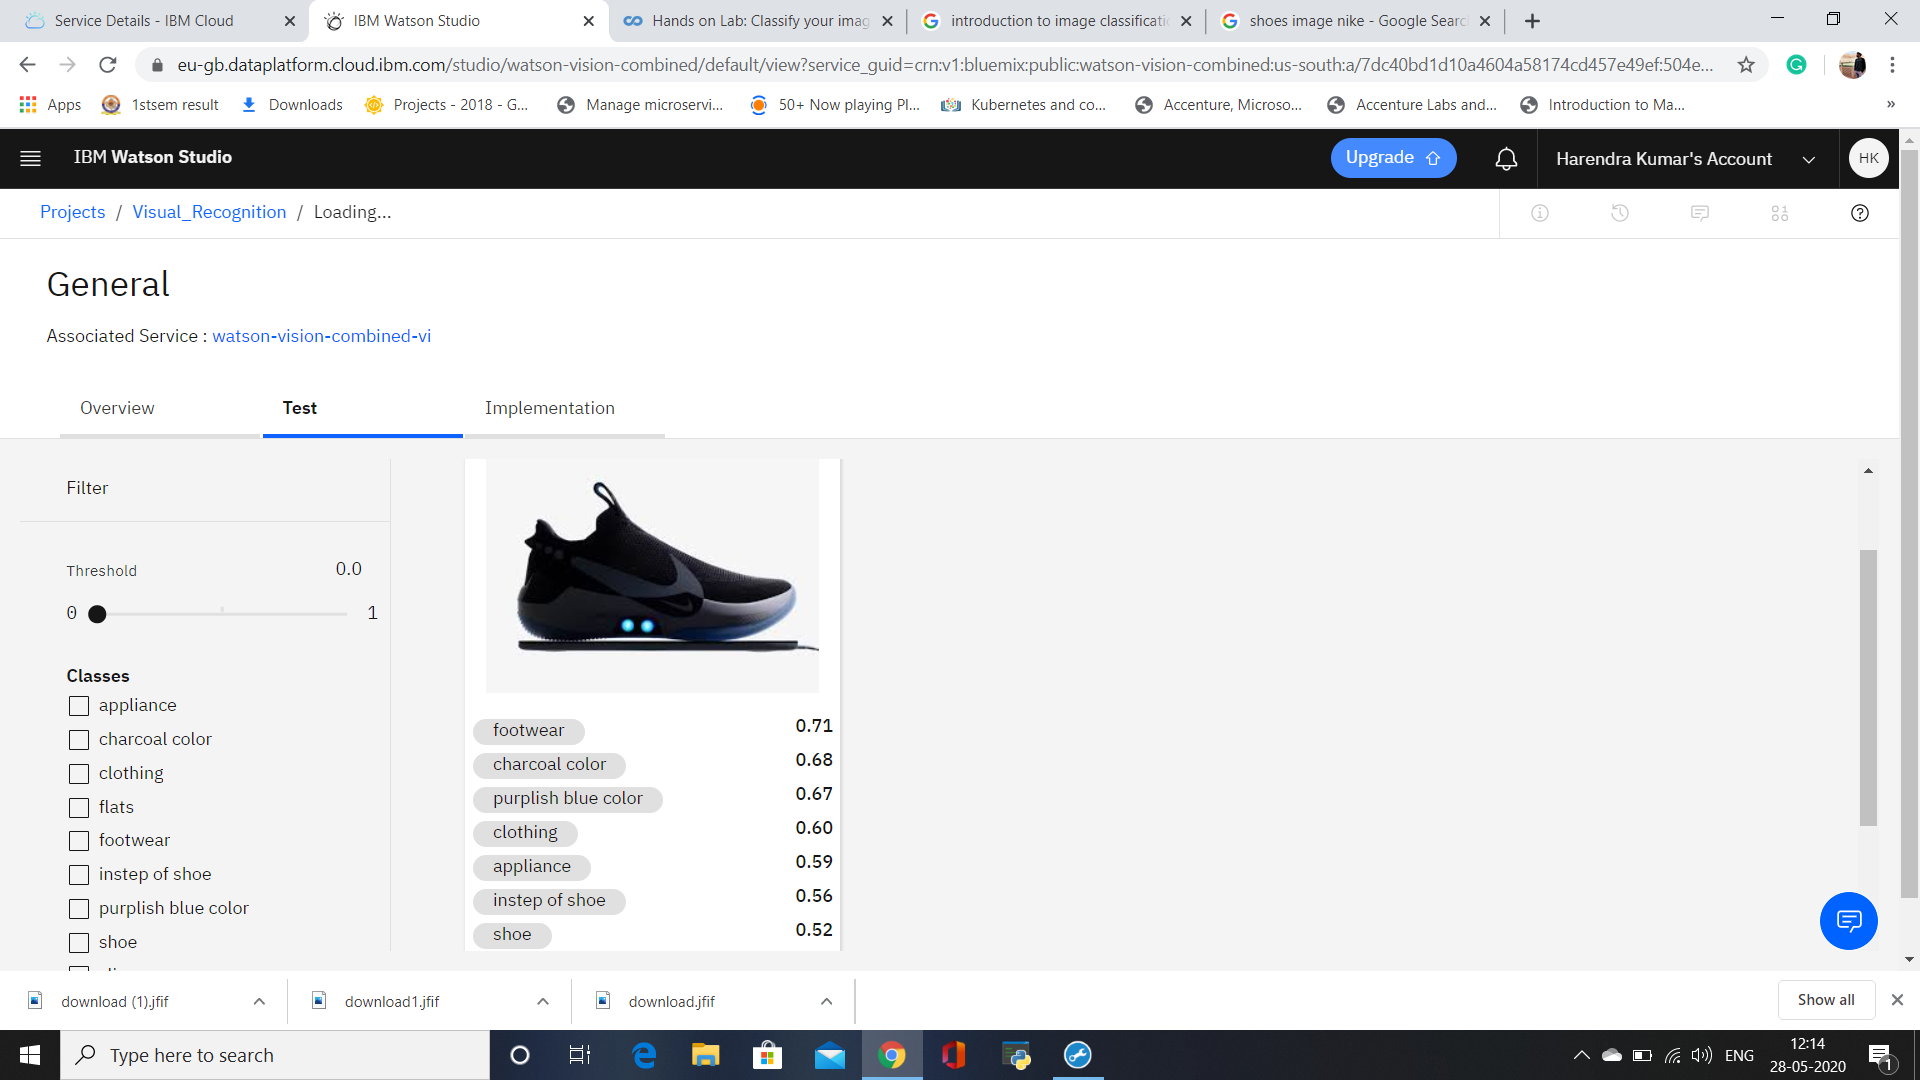 Service Details - IBM Cloud
IBM Watson Studio
Hands on Lab: Classify your imag
introduction to image classificati
shoes image nike - Google Searc
eu-gb.dataplatform.cloud.ibm.com/studio/watson-vision-combined/default/view?service_guid=crn:v1:bluemix:public:watson-vision-combined:us-south:a/7dc40bd1d10a4604a58174cd457e49ef:504e...
Apps
1stsem result
Downloads
Projects - 2018 - G...
Manage microservi...
50+ Now playing Pl...
Kubernetes and co...
Accenture, Microso...
Accenture Labs and...
Introduction to Ma...
»
IBM Watson Studio
Upgrade
Harendra Kumar's Account
HK
Projects / Visual_Recognition / Loading...
General
Associated Service : watson-vision-combined-vi
Overview
Test
Implementation
Filter
Threshold 0.0
0 1
Classes
appliance
charcoal color
clothing
flats
footwear
instep of shoe
purplish blue color
shoe
footwear 0.71
charcoal color 0.68
purplish blue color 0.67
clothing 0.60
appliance 0.59
instep of shoe 0.56
shoe 0.52
download (1).jfif
download1.jfif
download.jfif
Show all
Type here to search
ENG
12:14
28-05-2020
1